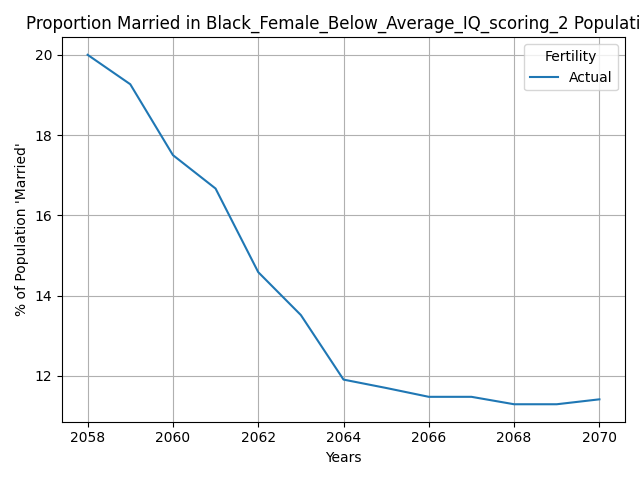 Proportion Married in Black_Female_Below_Average_IQ_scoring_2 Populati
Fertility
Actual
% of Population 'Married'
20
18
16
14
12
2058 2060 2062 2064 2066 2068 2070
Years